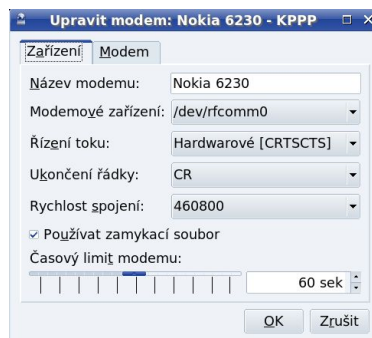 Upravit modem: Nokia 6230 - KPPP
Zařízení Modem
Název modemu: Nokia 6230
Modemové zařízení: /dev/rfcomm0
Řízení toku: Hardwarové [CRTSCTS]
Ukončení řádky: CR
Rychlost spojení: 460800
Používat zamykací soubor
Časový limit modemu:
60 sek
OK Zrušit